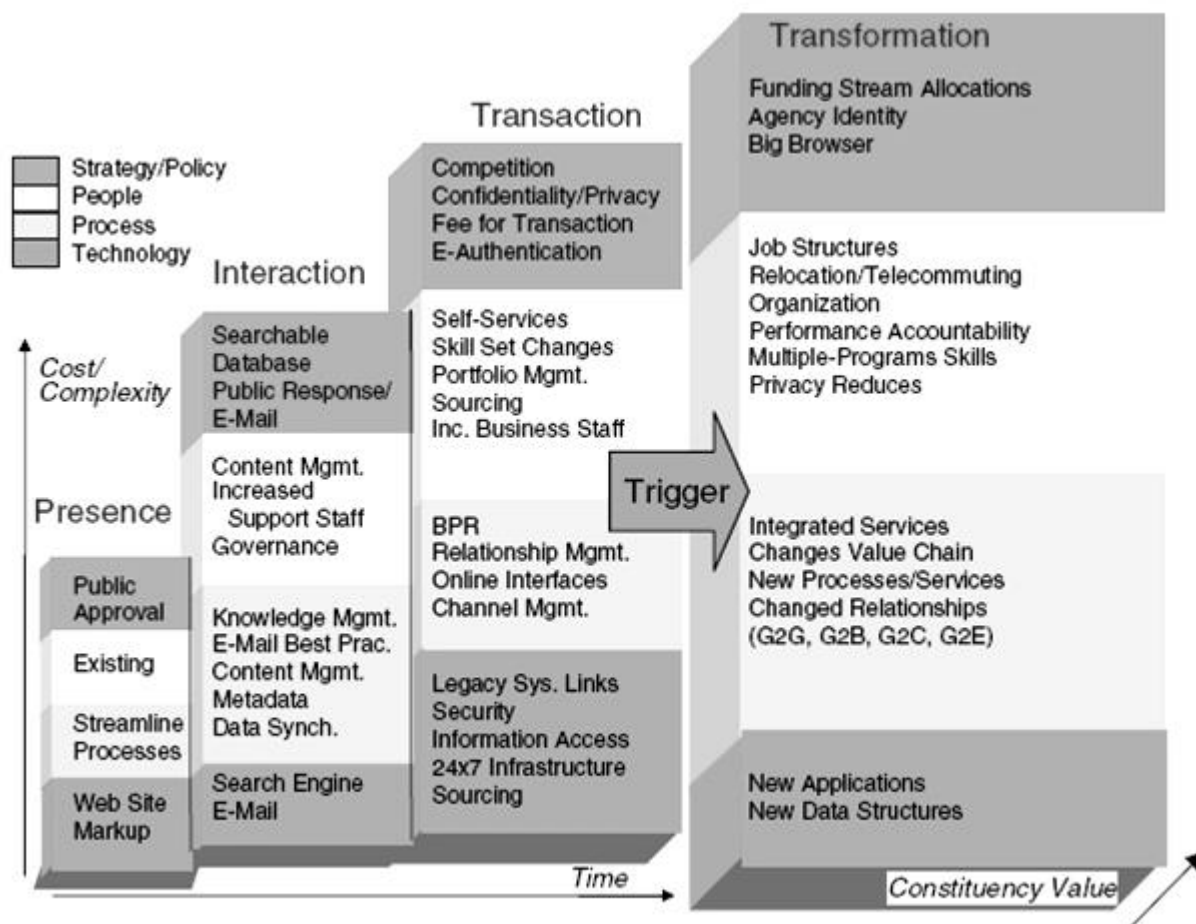 Transformation
Funding Stream Allocations
Agency Identity
Big Browser
Job Structures
Relocation/Telecommuting
Organization
Performance Accountability
Multiple-Programs Skills
Privacy Reduces
Integrated Services
Changes Value Chain
New Processes/Services
Changed Relationships
(G2G, G2B, G2C, G2E)
New Applications
New Data Structures
Transaction
Competition
Confidentiality/Privacy
Fee for Transaction
E-Authentication
Self-Services
Skill Set Changes
Portfolio Mgmt.
Sourcing
Inc. Business Staff
BPR
Relationship Mgmt.
Online Interfaces
Channel Mgmt.
Legacy Sys. Links
Security
Information Access
24x7 Infrastructure
Sourcing
Trigger
Strategy/Policy
People
Process
Technology
Interaction
Searchable
Database
Public Response/
E-Mail
Content Mgmt.
Increased
Support Staff
Governance
Knowledge Mgmt.
E-Mail Best Prac.
Content Mgmt.
Metadata
Data Synch.
Search Engine
E-Mail
Cost/
Complexity
Presence
Public
Approval
Existing
Streamline
Processes
Web Site
Markup
Time
Constituency Value